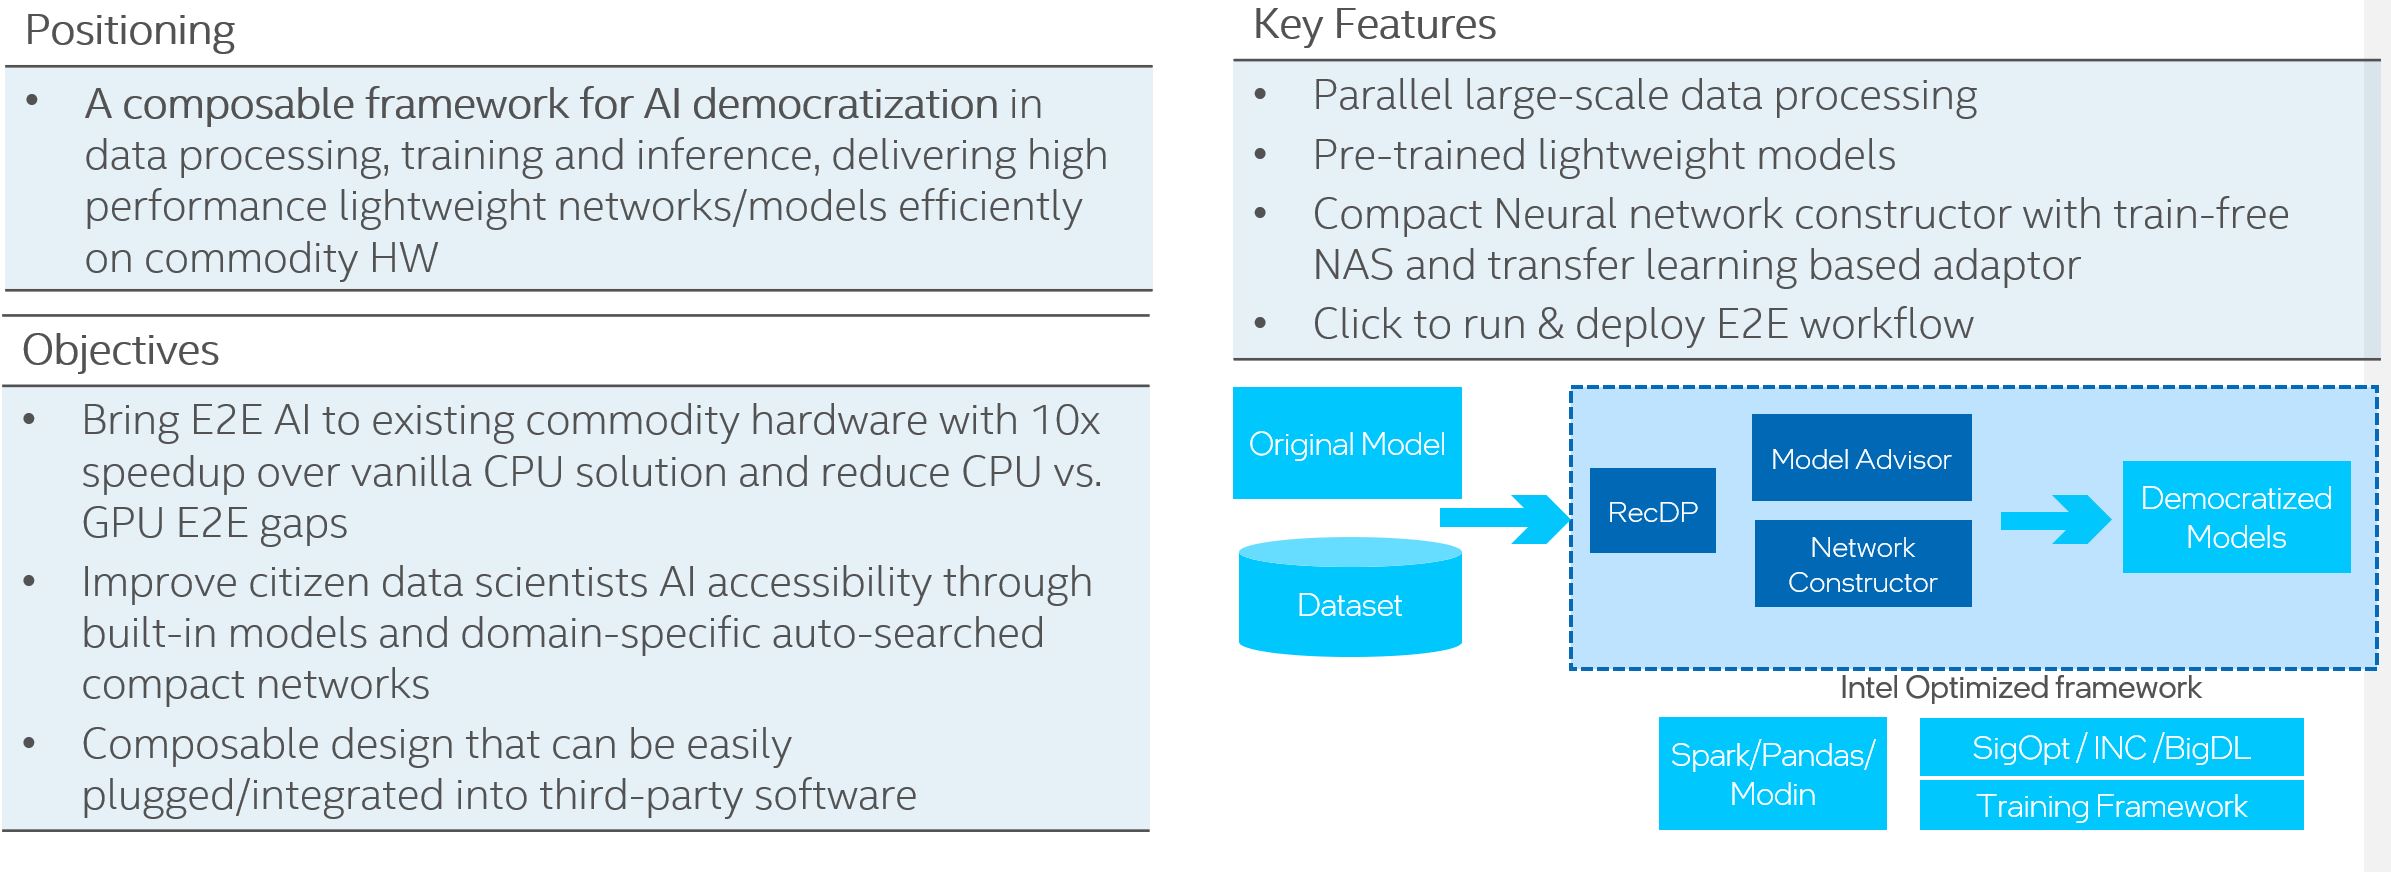 Positioning
• A composable framework for AI democratization in
data processing, training and inference, delivering high
performance lightweight networks/models efficiently
on commodity HW
Objectives
• Bring E2E AI to existing commodity hardware with 10x
speedup over vanilla CPU solution and reduce CPU vs.
GPU E2E gaps
• Improve citizen data scientists AI accessibility through
built-in models and domain-specific auto-searched
compact networks
• Composable design that can be easily
plugged/integrated into third-party software
Key Features
• Parallel large-scale data processing
• Pre-trained lightweight models
• Compact Neural network constructor with train-free
NAS and transfer learning based adaptor
• Click to run & deploy E2E workflow
Original Model
Dataset
RecDP
Model Advisor
Network
Constructor
Democratized
Models
Intel Optimized framework
Spark/Pandas/
Modin
SigOpt / INC /BigDL
Training Framework